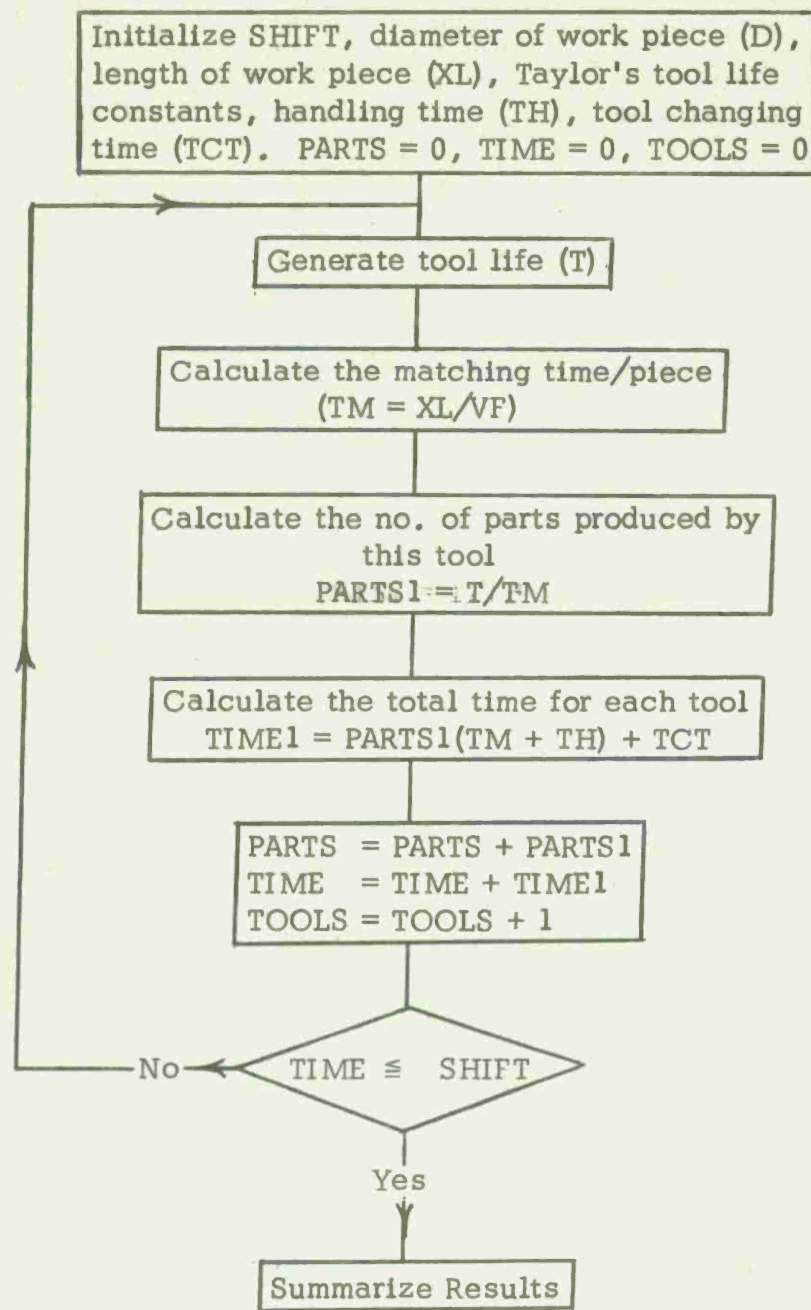 Initialize SHIFT, diameter of work piece (D),
length of work piece (XL), Taylor's tool life
constants, handling time (TH), tool changing
time (TCT). PARTS = 0, TIME = 0, TOOLS = 0
Generate tool life (T)
Calculate the matching time/piece
(TM = XL/VF)
Calculate the no. of parts produced by
this tool
PARTS1 = T/TM
Calculate the total time for each tool
TIME1 = PARTS1(TM + TH) + TCT
PARTS = PARTS + PARTS1
TIME = TIME + TIME1
TOOLS = TOOLS + 1
No
TIME ≦ SHIFT
Yes
Summarize Results